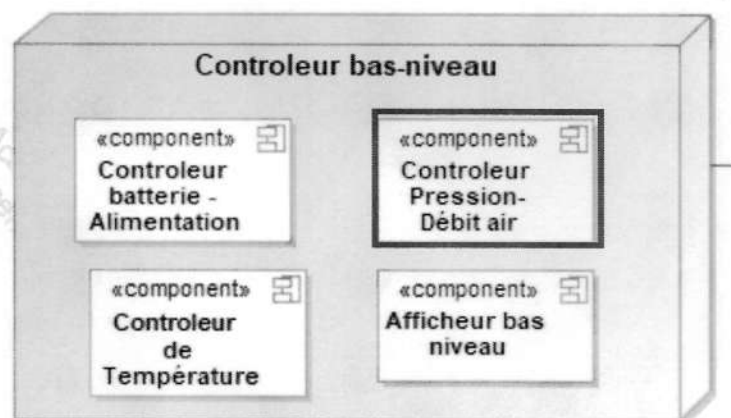 Controleur bas-niveau
«component»
Controleur
batterie -
Alimentation
«component»
Controleur
Pression-
Débit air
«component»
Controleur
de
Température
«component»
Afficheur bas
niveau